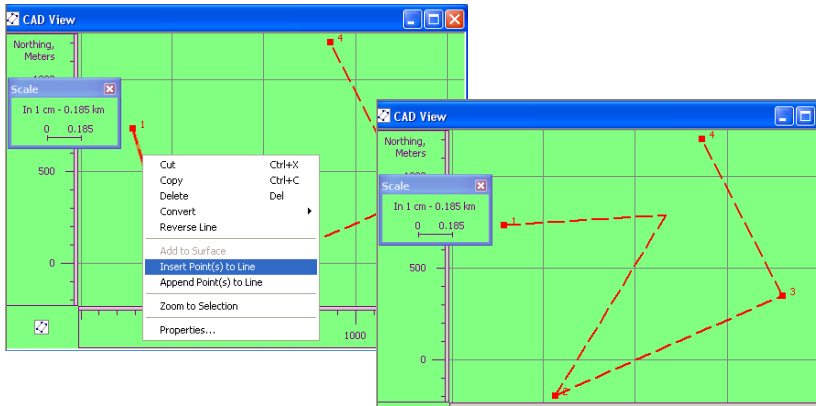 CAD View
Northing,
Meters
Scale
In 1 cm - 0.185 km
0 0.185
1
4
500
0
1000
Cut Ctrl+X
Copy Ctrl+C
Delete Del
Convert
Reverse Line
Add to Surface
Insert Point(s) to Line
Append Point(s) to Line
Zoom to Selection
Properties...
CAD View
Northing,
Meters
Scale
In 1 cm - 0.185 km
0 0.185
4
1
500
3
0
2